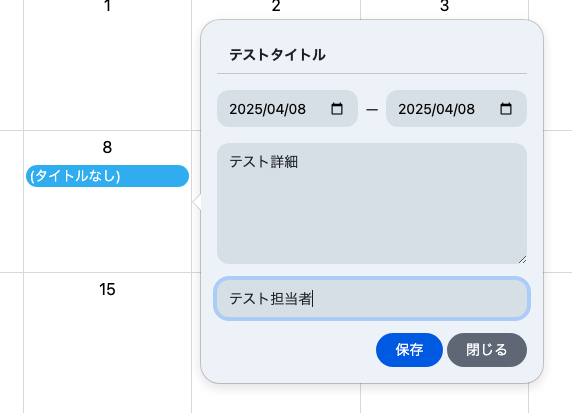 1
2
3
テストタイトル
2025/04/08 — 2025/04/08
8
(タイトルなし)
テスト詳細
15
テスト担当者
保存 閉じる